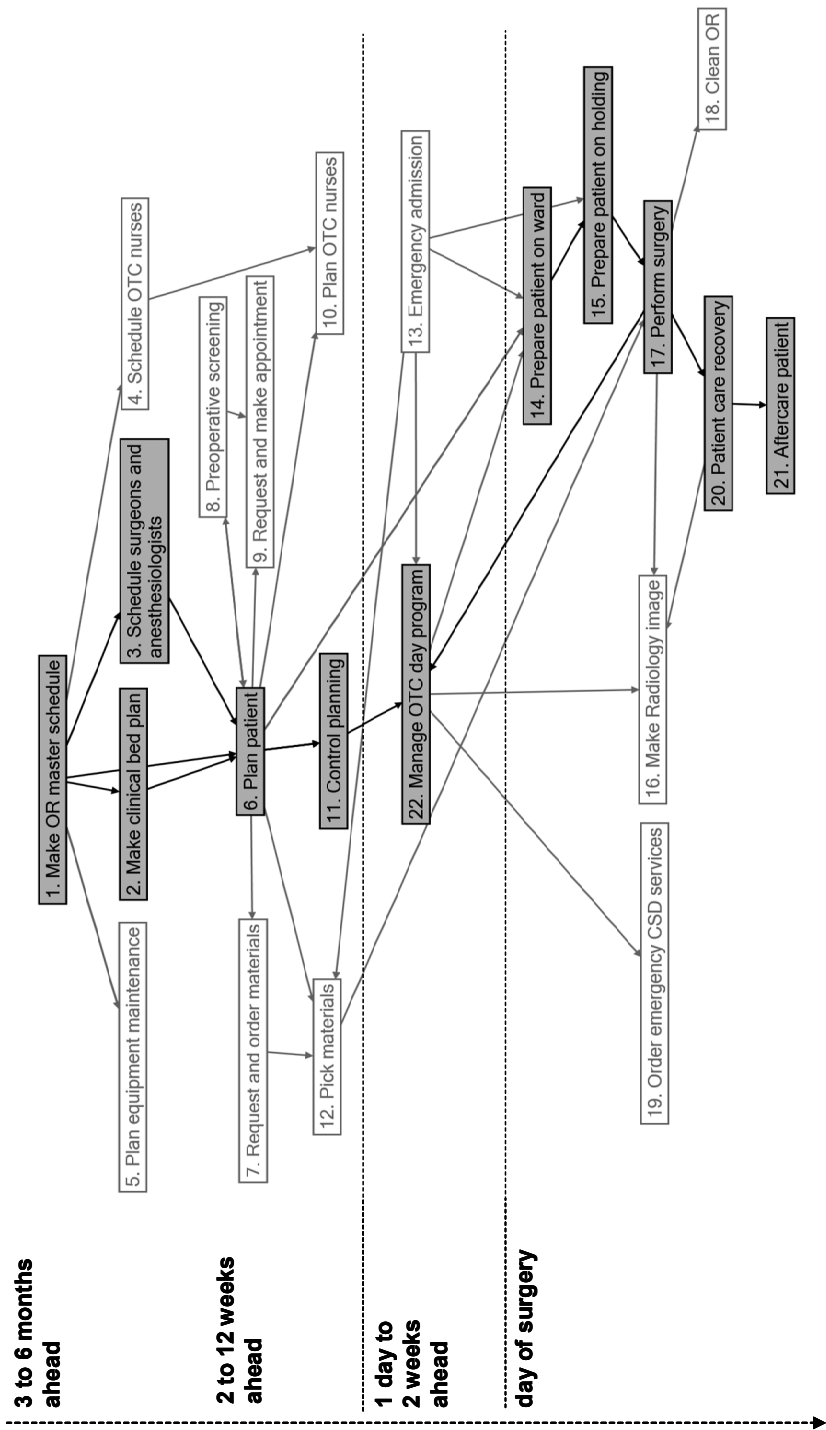 3 to 6 months
ahead
1. Make OR master schedule
5. Plan equipment maintenance
2. Make clinical bed plan
3. Schedule surgeons and
anesthesiologists
4. Schedule OTC nurses
2 to 12 weeks
ahead
8. Preoperative screening
7. Request and order materials
6. Plan patient
9. Request and make appointment
12. Pick materials
11. Control planning
10. Plan OTC nurses
1 day to
2 weeks
ahead
22. Manage OTC day program
13. Emergency admission
day of surgery
14. Prepare patient on ward
15. Prepare patient on holding
19. Order emergency CSD services
16. Make Radiology image
17. Perform surgery
18. Clean OR
20. Patient care recovery
21. Aftercare patient